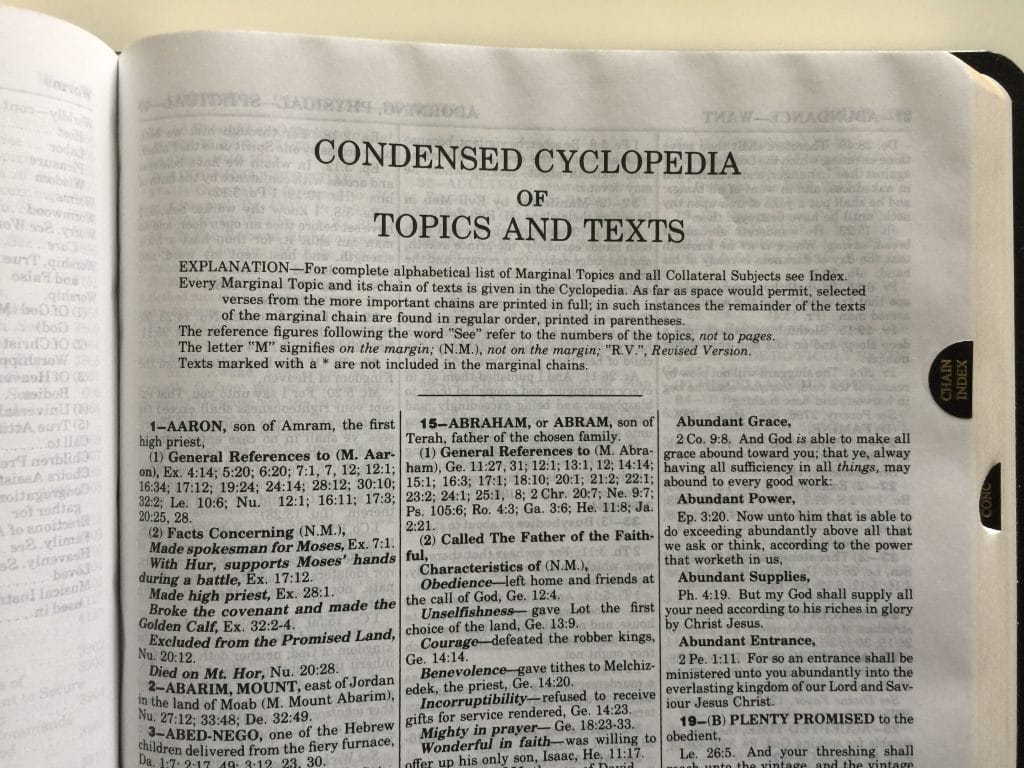 CONDENSED CYCLOPEDIA
OF
TOPICS AND TEXTS
EXPLANATION—For complete alphabetical list of Marginal Topics and all Collateral Subjects see Index.
Every Marginal Topic and its chain of texts is given in the Cyclopedia. As far as space would permit, selected
verses from the more important chains are printed in full; in such instances the remainder of the texts
of the marginal chain are found in regular order, printed in parentheses.
The reference figures following the word "See" refer to the numbers of the topics, not to pages.
The letter "M" signifies on the margin; (N.M.), not on the margin; "R.V.", Revised Version.
Texts marked with a * are not included in the marginal chains.
1—AARON, son of Amram, the first
high priest,
(1) General References to (M. Aar-
on), Ex. 4:14; 5:20; 6:20; 7:1, 7, 12; 12:1;
16:34; 17:12; 19:24; 24:14; 28:12; 30:10;
32:2; Le. 10:6; Nu. 12:1; 16:11; 17:3;
20:25, 28.
(2) Facts Concerning (N.M.),
Made spokesman for Moses, Ex. 7:1.
With Hur, supports Moses' hands
during a battle, Ex. 17:12.
Made high priest, Ex. 28:1.
Broke the covenant and made the
Golden Calf, Ex. 32:2-4.
Excluded from the Promised Land,
Nu. 20:12.
Died on Mt. Hor, Nu. 20:28.
2—ABARIM, MOUNT, east of Jordan
in the land of Moab (M. Mount Abarim),
Nu. 27:12; 33:48; De. 32:49.
3—ABED-NEGO, one of the Hebrew
children delivered from the fiery furnace,
Da. 1:7; 2:17, 49; 3:12, 23, 30.
15—ABRAHAM, or ABRAM, son of
Terah, father of the chosen family.
(1) General References to (M. Abra-
ham), Ge. 11:27, 31; 12:1; 13:1, 12; 14:14;
15:1; 16:3; 17:1; 18:10; 20:1; 21:2; 22:1;
23:2; 24:1; 25:1, 8; 2 Chr. 20:7; Ne. 9:7;
Ps. 105:6; Ro. 4:3; Ga. 3:6; He. 11:8; Ja.
2:21.
(2) Called The Father of the Faith-
ful,
Characteristics of (N.M.),
Obedience—left home and friends at
the call of God, Ge. 12:4.
Unselfishness— gave Lot the first
choice of the land, Ge. 13:9.
Courage—defeated the robber kings,
Ge. 14:14.
Benevolence—gave tithes to Melchiz-
edek, the priest, Ge. 14:20.
Incorruptibility—refused to receive
gifts for service rendered, Ge. 14:23.
Mighty in prayer— Ge. 18:23-33.
Wonderful in faith—was willing to
offer up his only son, Isaac, He. 11:17.
Abundant Grace,
2 Co. 9:8. And God is able to make all
grace abound toward you; that ye, alway
having all sufficiency in all things, may
abound to every good work:
Abundant Power,
Ep. 3:20. Now unto him that is able to
do exceeding abundantly above all that
we ask or think, according to the power
that worketh in us,
Abundant Supplies,
Ph. 4:19. But my God shall supply all
your need according to his riches in glory
by Christ Jesus.
Abundant Entrance,
2 Pe. 1:11. For so an entrance shall be
ministered unto you abundantly into the
everlasting kingdom of our Lord and Sav-
iour Jesus Christ.
19—(B) PLENTY PROMISED to the
obedient,
Le. 26:5. And your threshing shall
reach unto the vintage, and the vintage
CHAIN
INDEX
CONC